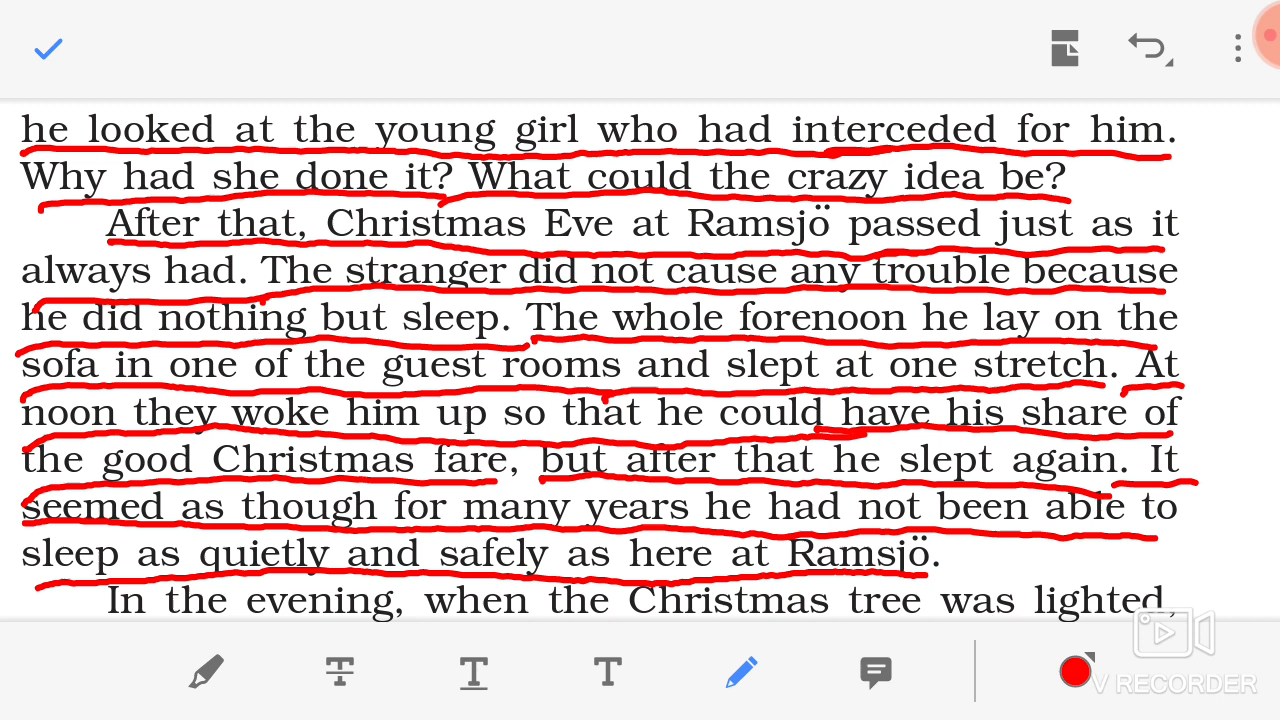 he looked at the young girl who had interceded for him.
Why had she done it? What could the crazy idea be?
After that, Christmas Eve at Ramsjö passed just as it
always had. The stranger did not cause any trouble because
he did nothing but sleep. The whole forenoon he lay on the
sofa in one of the guest rooms and slept at one stretch. At
noon they woke him up so that he could have his share of
the good Christmas fare, but after that he slept again. It
seemed as though for many years he had not been able to
sleep as quietly and safely as here at Ramsjö.
In the evening, when the Christmas tree was lighted,
V RECORDER